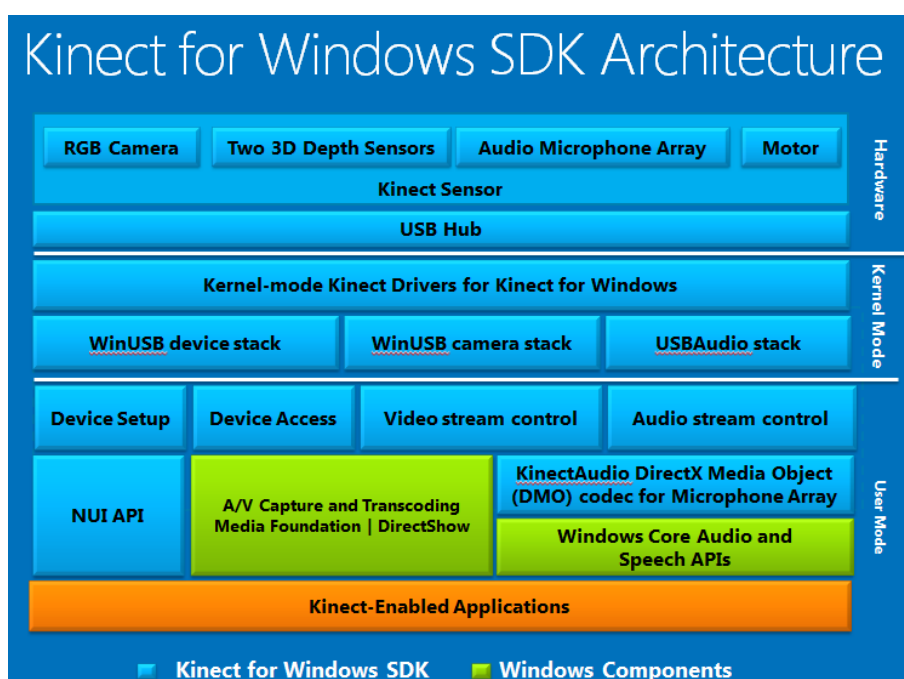 Kinect for Windows SDK Architecture
RGB Camera
Two 3D Depth Sensors
Audio Microphone Array
Motor
Kinect Sensor
USB Hub
Hardware
Kernel-mode Kinect Drivers for Kinect for Windows
WinUSB device stack
WinUSB camera stack
USBAudio stack
Kernel Mode
Device Setup
Device Access
Video stream control
Audio stream control
NUI API
A/V Capture and Transcoding
Media Foundation | DirectShow
KinectAudio DirectX Media Object
(DMO) codec for Microphone Array
Windows Core Audio and
Speech APIs
User Mode
Kinect-Enabled Applications
Kinect for Windows SDK
Windows Components